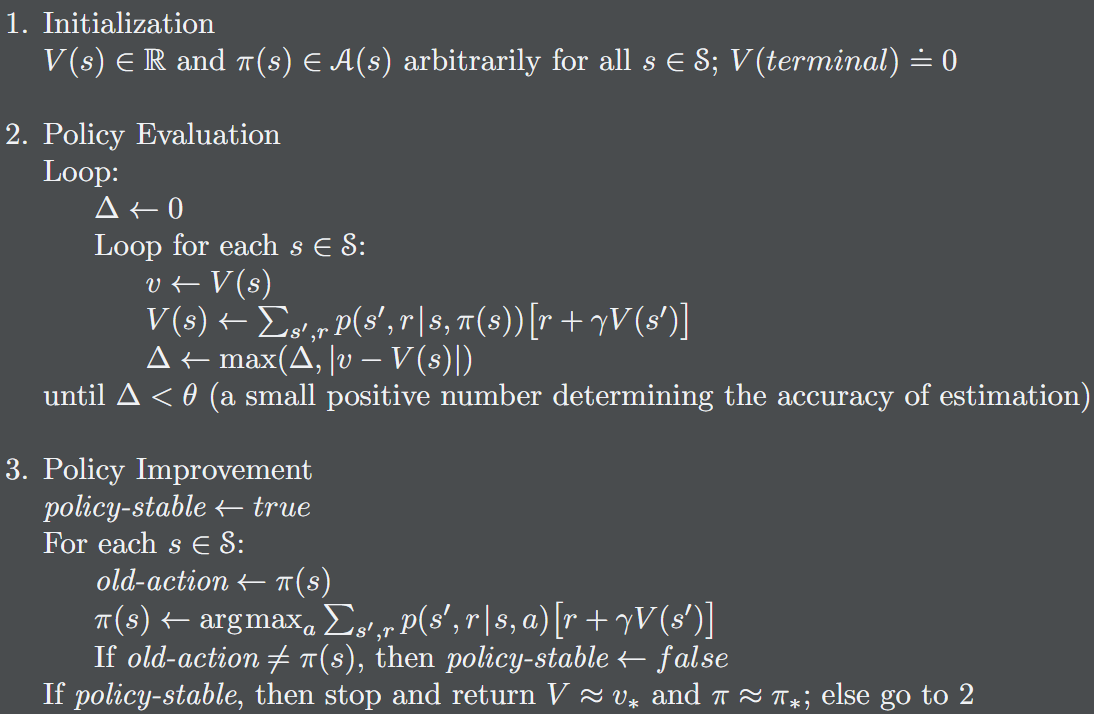 1. Initialization
V(s) ∈ ℝ and π(s) ∈ 𝒜(s) arbitrarily for all s ∈ 𝒮; V(terminal) ≐ 0
2. Policy Evaluation
Loop:
Δ ← 0
Loop for each s ∈ 𝒮:
v ← V(s)
V(s) ← ∑_{s′,r} p(s′, r|s, π(s))[r + γV(s′)]
Δ ← max(Δ, |v − V(s)|)
until Δ < θ (a small positive number determining the accuracy of estimation)
3. Policy Improvement
policy-stable ← true
For each s ∈ 𝒮:
old-action ← π(s)
π(s) ← argmax_a ∑_{s′,r} p(s′, r|s, a)[r + γV(s′)]
If old-action ≠ π(s), then policy-stable ← false
If policy-stable, then stop and return V ≈ v_* and π ≈ π_*; else go to 2